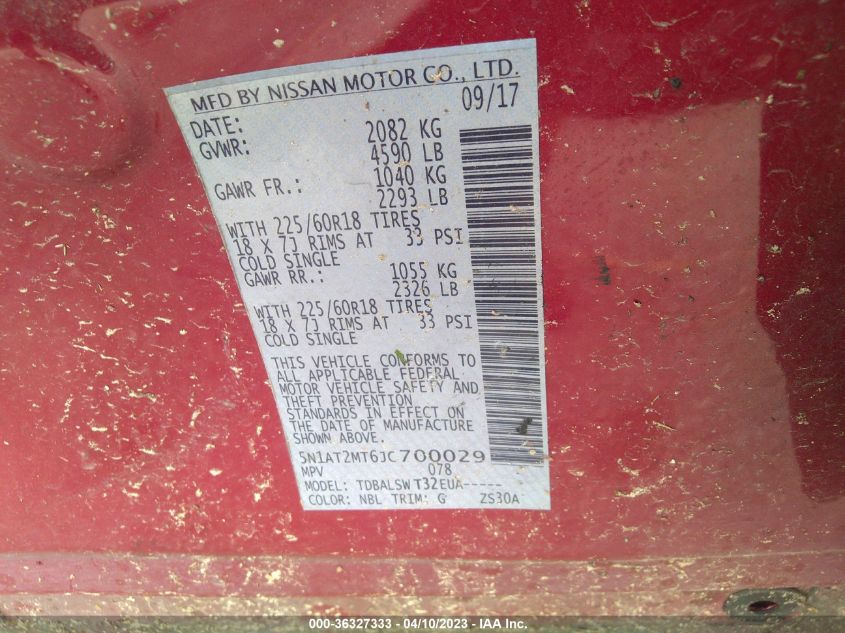 MFD BY NISSAN MOTOR CO., LTD.
DATE: 09/17
GVWR: 2082 KG
4590 LB
GAWR FR.: 1040 KG
2293 LB
WITH 225/60R18 TIRES
18 X 7J RIMS AT 33 PSI
COLD SINGLE
GAWR RR.: 1055 KG
2326 LB
WITH 225/60R18 TIRES
18 X 7J RIMS AT 33 PSI
COLD SINGLE
THIS VEHICLE CONFORMS TO
ALL APPLICABLE FEDERAL
MOTOR VEHICLE SAFETY AND
THEFT PREVENTION
STANDARDS IN EFFECT ON
THE DATE OF MANUFACTURE
SHOWN ABOVE.
5N1AT2MT6JC700029
MPV 078
MODEL: TDBALSW T32EUA-----
COLOR: NBL TRIM: G ZS30A
000-36327333 - 04/10/2023 - IAA Inc.